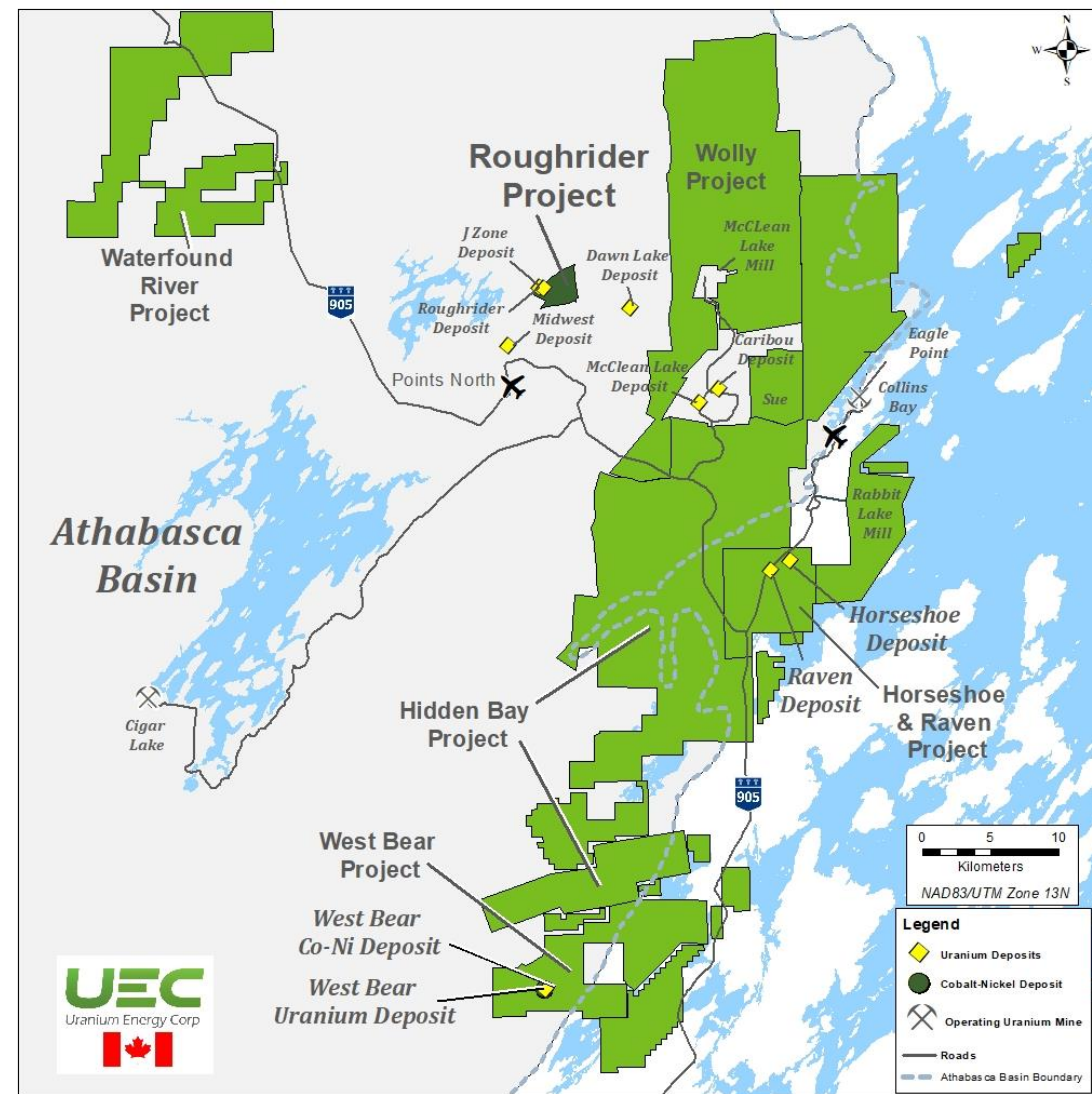 N
W
E
S
Roughrider
Project
Wolly
Project
McCLean
Lake
Mill
J Zone
Deposit
Dawn Lake
Deposit
Waterfound
River
Project
905
Roughrider
Deposit
Midwest
Deposit
Caribou
Deposit
Eagle
Point
Points North
McClean Lake
Deposit
Sue
Collins
Bay
Rabbit
Lake
Mill
Athabasca
Basin
Horseshoe
Deposit
Raven
Deposit
Horseshoe
& Raven
Project
Cigar
Lake
Hidden Bay
Project
905
West Bear
Project
West Bear
Co-Ni Deposit
West Bear
Uranium Deposit
0 5 10
Kilometers
NAD83/UTM Zone 13N
Legend
Uranium Deposits
Cobalt-Nickel Deposit
Operating Uranium Mine
Roads
Athabasca Basin Boundary
UEC
Uranium Energy Corp